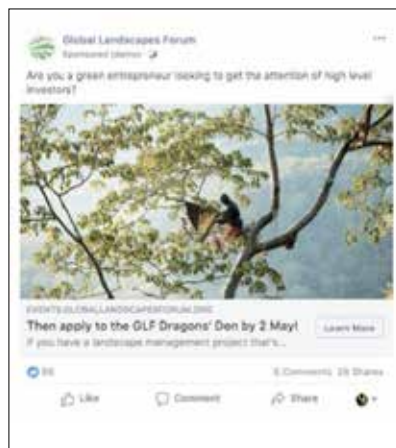 Global Landscapes Forum
Sponsored (demo) ·
Are you a green entrepreneur looking to get the attention of high level
investors?
EVENTS.GLOBALLANDSCAPESFORUM.ORG
Then apply to the GLF Dragons' Den by 2 May!
Learn More
If you have a landscape management project that's...
Comments
Shares
Like
Comment
Share